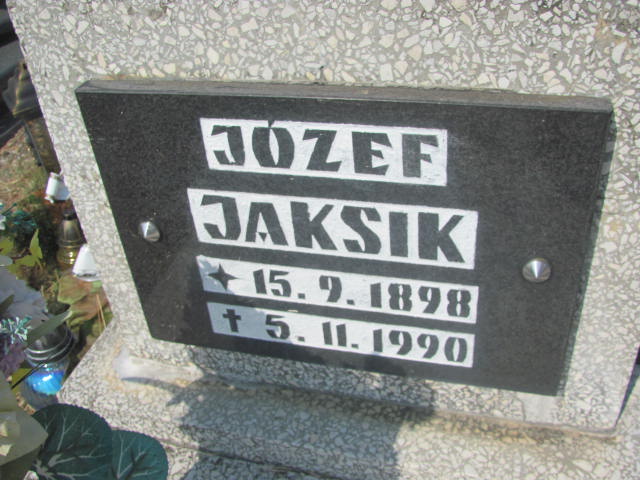 JÓZEF
JAKSIK
✦ 15. 9. 1898
✝ 5. 11. 1990